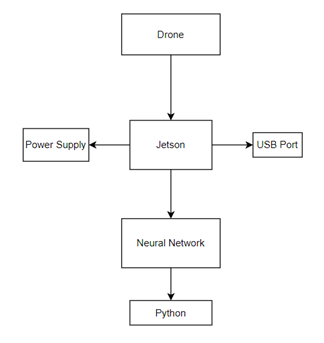 Drone
Power Supply
Jetson
USB Port
Neural Network
Python